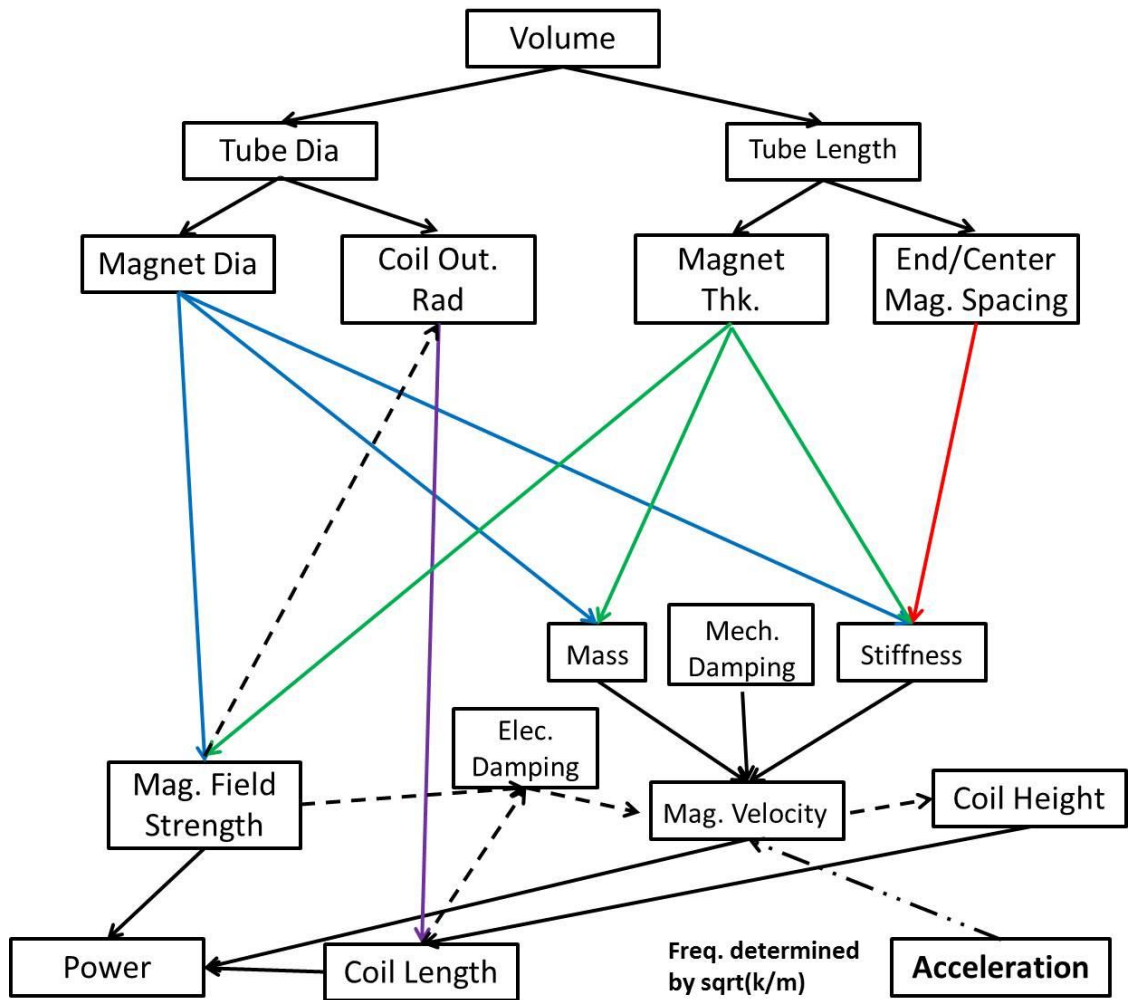 Volume
Tube Dia
Tube Length
Magnet Dia
Coil Out.
Rad
Magnet
Thk.
End/Center
Mag. Spacing
Mass
Mech.
Damping
Stiffness
Elec.
Damping
Mag. Field
Strength
Mag. Velocity
Coil Height
Power
Coil Length
Freq. determined
by sqrt(k/m)
Acceleration